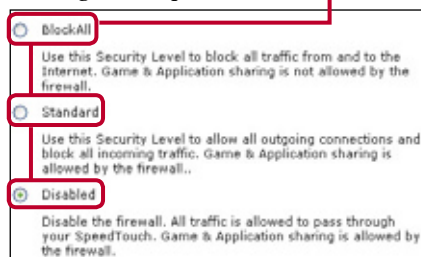 BlockAll
Use this Security Level to block all traffic from and to the
Internet. Game & Application sharing is not allowed by the
firewall.
Standard
Use this Security Level to allow all outgoing connections and
block all incoming traffic. Game & Application sharing is
allowed by the firewall..
Disabled
Disable the firewall. All traffic is allowed to pass through
your SpeedTouch. Game & Application sharing is allowed by
the firewall.